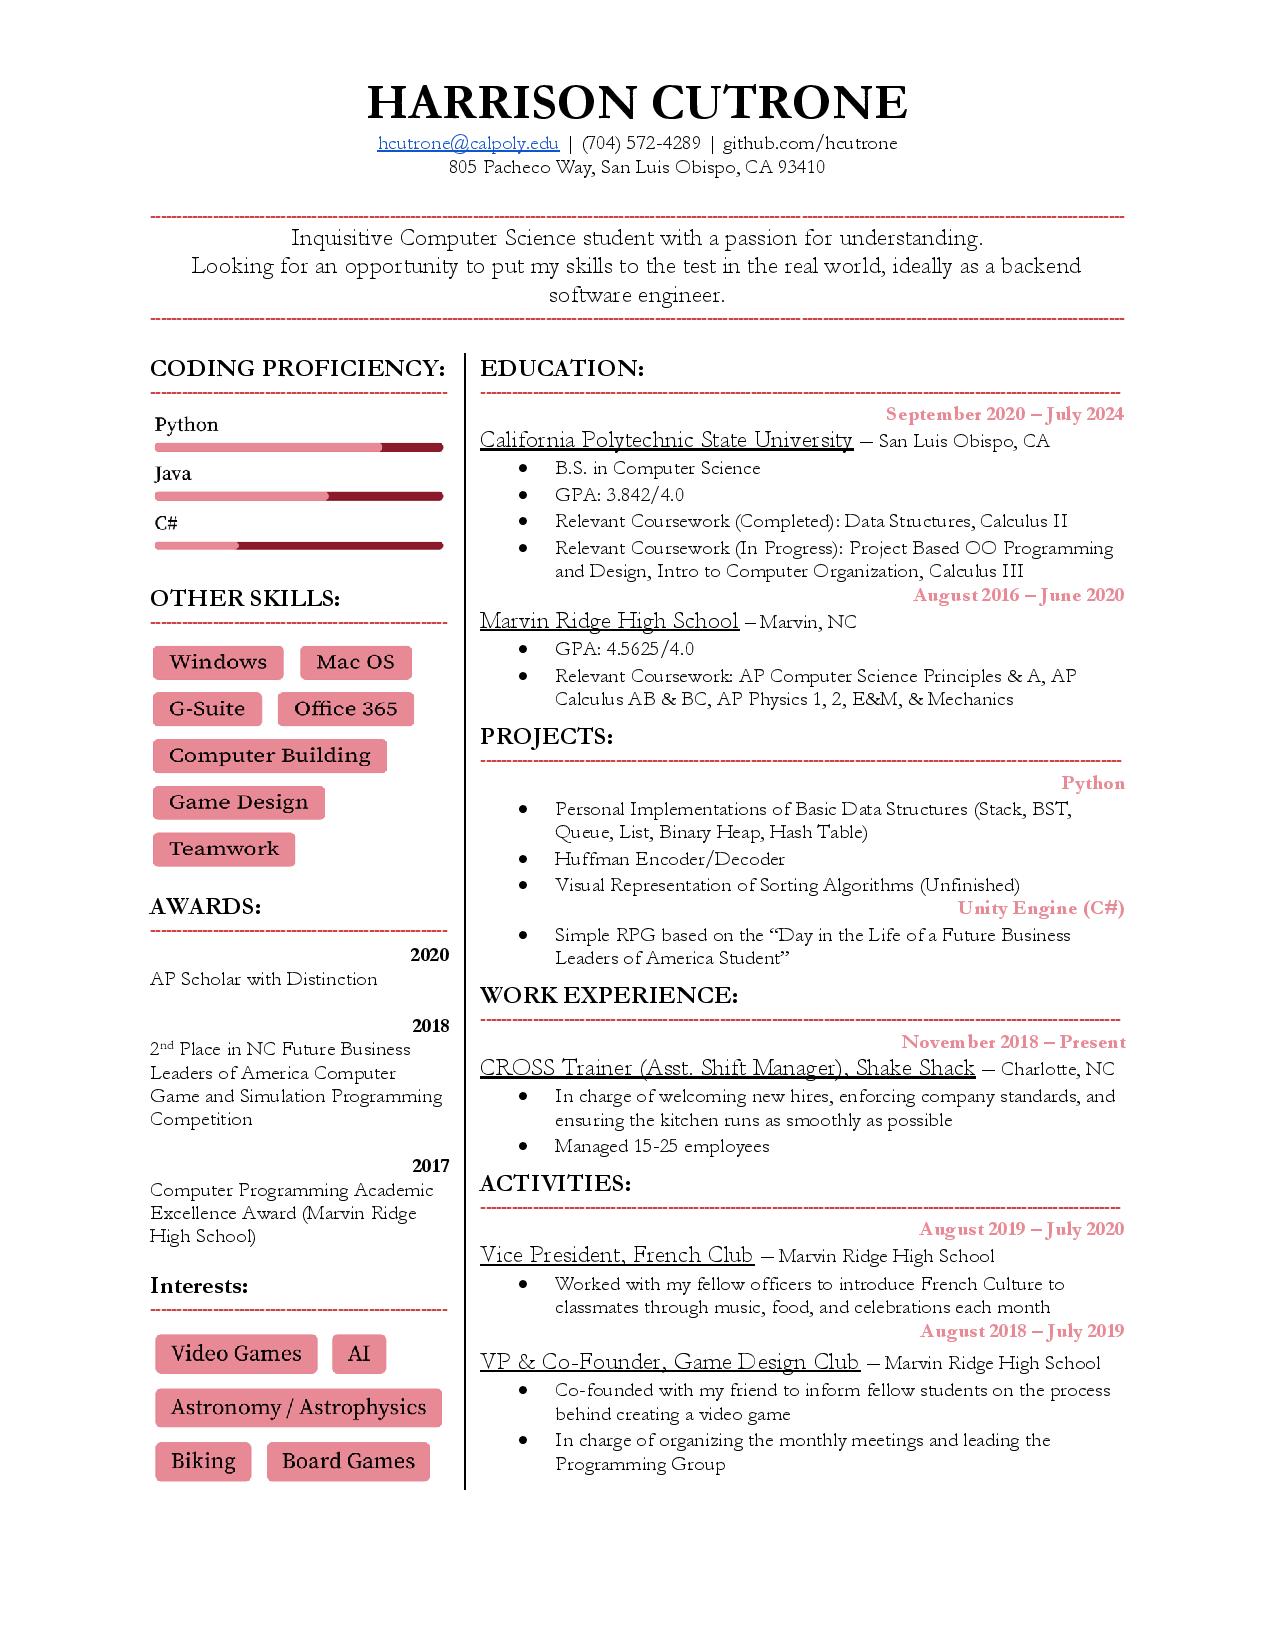 HARRISON CUTRONE
hcutrone@calpoly.edu | (704) 572-4289 | github.com/hcutrone
805 Pacheco Way, San Luis Obispo, CA 93410
Inquisitive Computer Science student with a passion for understanding.
Looking for an opportunity to put my skills to the test in the real world, ideally as a backend
software engineer.
CODING PROFICIENCY:
Python
Java
C#
OTHER SKILLS:
Windows
Mac OS
G-Suite
Office 365
Computer Building
Game Design
Teamwork
AWARDS:
2020
AP Scholar with Distinction
2018
2nd Place in NC Future Business
Leaders of America Computer
Game and Simulation Programming
Competition
2017
Computer Programming Academic
Excellence Award (Marvin Ridge
High School)
Interests:
Video Games
AI
Astronomy / Astrophysics
Biking
Board Games
EDUCATION:
September 2020 – July 2024
California Polytechnic State University – San Luis Obispo, CA
● B.S. in Computer Science
● GPA: 3.842/4.0
● Relevant Coursework (Completed): Data Structures, Calculus II
● Relevant Coursework (In Progress): Project Based OO Programming
and Design, Intro to Computer Organization, Calculus III
August 2016 – June 2020
Marvin Ridge High School – Marvin, NC
● GPA: 4.5625/4.0
● Relevant Coursework: AP Computer Science Principles & A, AP
Calculus AB & BC, AP Physics 1, 2, E&M, & Mechanics
PROJECTS:
Python
● Personal Implementations of Basic Data Structures (Stack, BST,
Queue, List, Binary Heap, Hash Table)
● Huffman Encoder/Decoder
● Visual Representation of Sorting Algorithms (Unfinished)
Unity Engine (C#)
● Simple RPG based on the “Day in the Life of a Future Business
Leaders of America Student”
WORK EXPERIENCE:
November 2018 – Present
CROSS Trainer (Asst. Shift Manager), Shake Shack – Charlotte, NC
● In charge of welcoming new hires, enforcing company standards, and
ensuring the kitchen runs as smoothly as possible
● Managed 15-25 employees
ACTIVITIES:
August 2019 – July 2020
Vice President, French Club – Marvin Ridge High School
● Worked with my fellow officers to introduce French Culture to
classmates through music, food, and celebrations each month
August 2018 – July 2019
VP & Co-Founder, Game Design Club – Marvin Ridge High School
● Co-founded with my friend to inform fellow students on the process
behind creating a video game
● In charge of organizing the monthly meetings and leading the
Programming Group